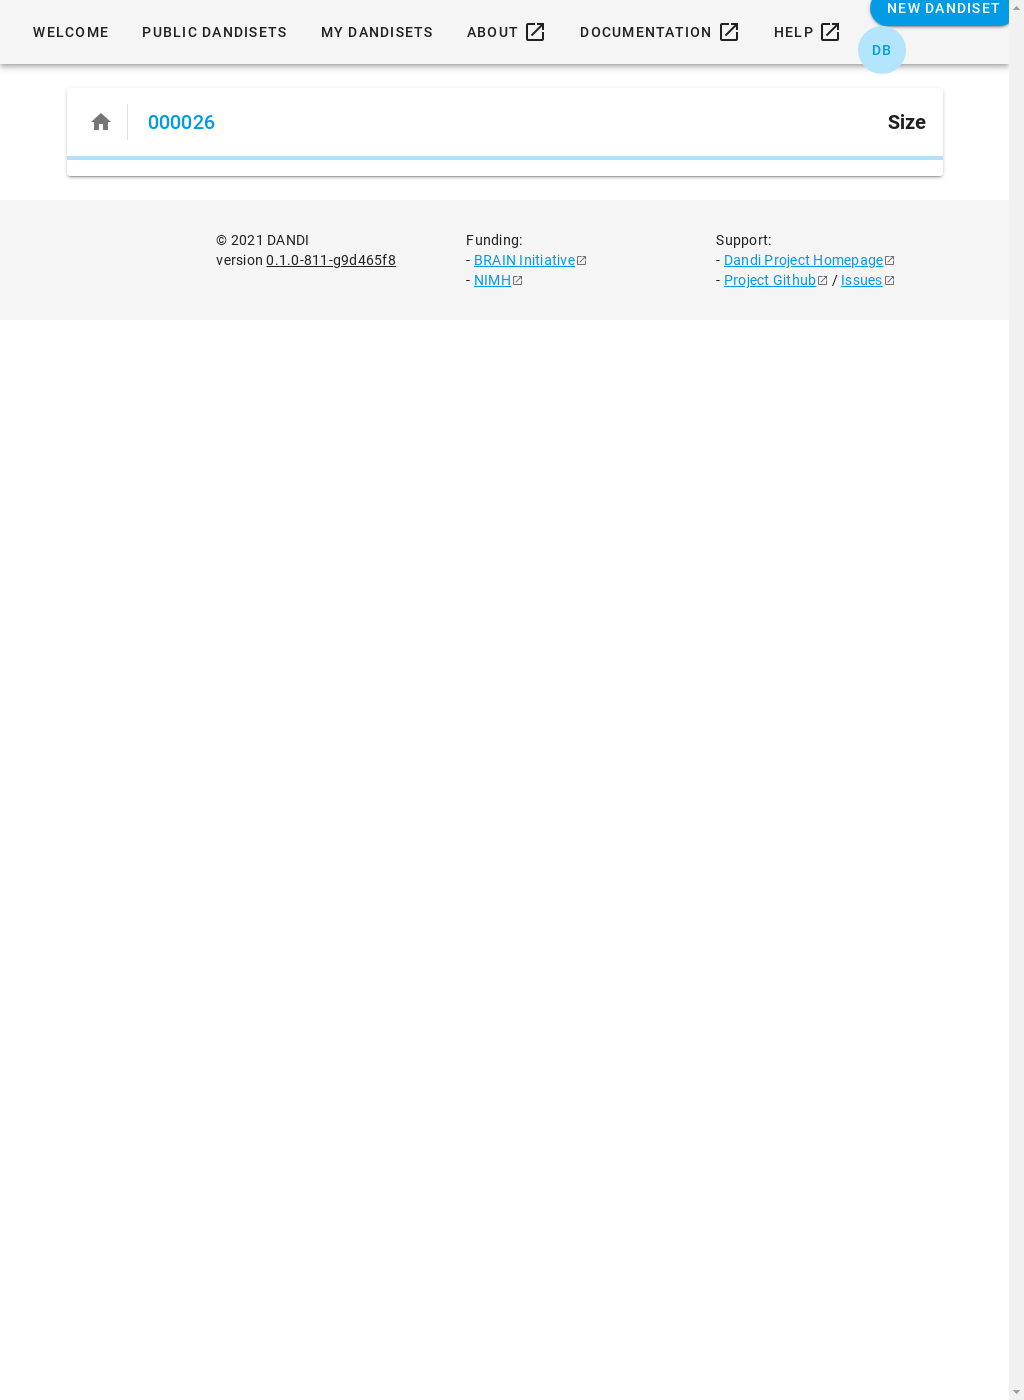 NEW DANDISET
WELCOME PUBLIC DANDISETS MY DANDISETS ABOUT DOCUMENTATION HELP
DB
000026 Size
© 2021 DANDI
version 0.1.0-811-g9d465f8
Funding:
- BRAIN Initiative
- NIMH
Support:
- Dandi Project Homepage
- Project Github / Issues